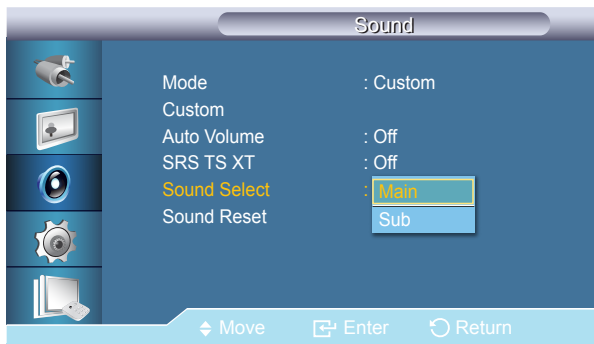 Sound
Mode : Custom
Custom
Auto Volume : Off
SRS TS XT : Off
Sound Select : Main
Sub
Sound Reset
Move Enter Return